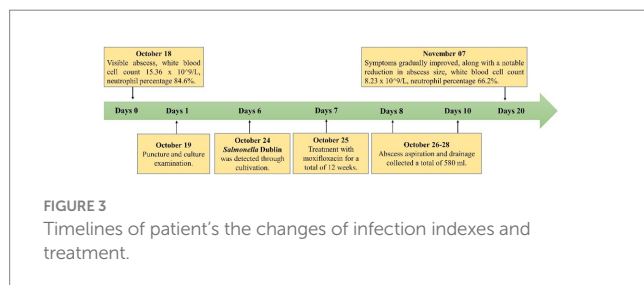 October 18
Visible abscess, white blood
cell count 15.36 x 10^9/L,
neutrophil percentage 84.6%.
November 07
Symptoms gradually improved, along with a notable
reduction in abscess size, white blood cell count
8.23 x 10^9/L, neutrophil percentage 66.2%.
Days 0
Days 1
Days 6
Days 7
Days 8
Days 10
Days 20
October 19
Puncture and culture
examination.
October 24
Salmonella Dublin
was detected through
cultivation.
October 25
Treatment with
moxifloxacin for a
total of 12 weeks.
October 26-28
Abscess aspiration and drainage
collected a total of 580 ml.
FIGURE 3
Timelines of patient's the changes of infection indexes and
treatment.